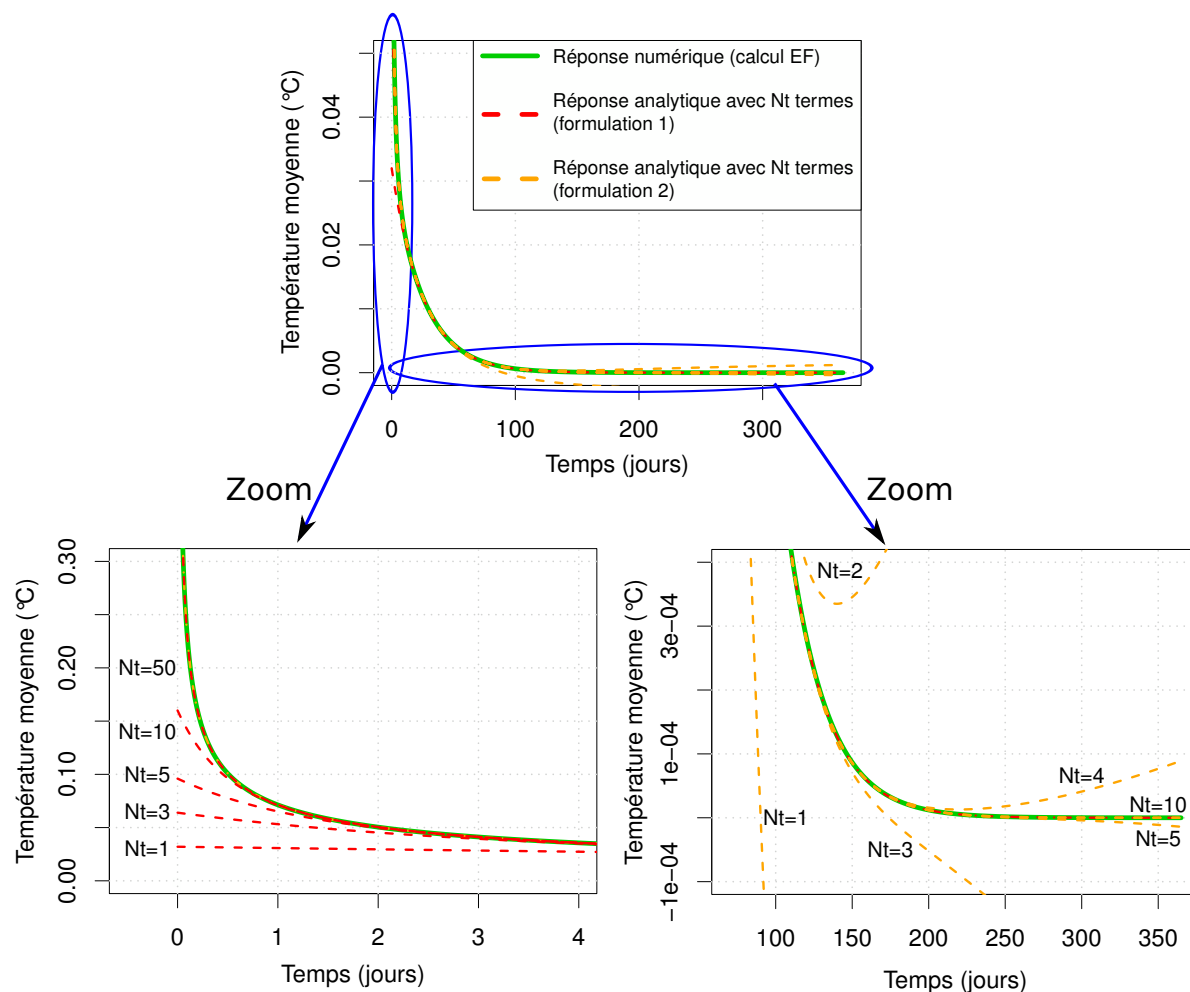 Réponse numérique (calcul EF)
Réponse analytique avec Nt termes
(formulation 1)
Réponse analytique avec Nt termes
(formulation 2)
Température moyenne (°C)
0.04
0.02
0.00
0
100
200
300
Temps (jours)
Zoom
Zoom
Température moyenne (°C)
0.30
0.20
0.10
0.00
Nt=50
Nt=10
Nt=5
Nt=3
Nt=1
0
1
2
3
4
Temps (jours)
Température moyenne (°C)
3e−04
1e−04
−1e−04
Nt=2
Nt=1
Nt=3
Nt=4
Nt=10
Nt=5
100
150
200
250
300
350
Temps (jours)